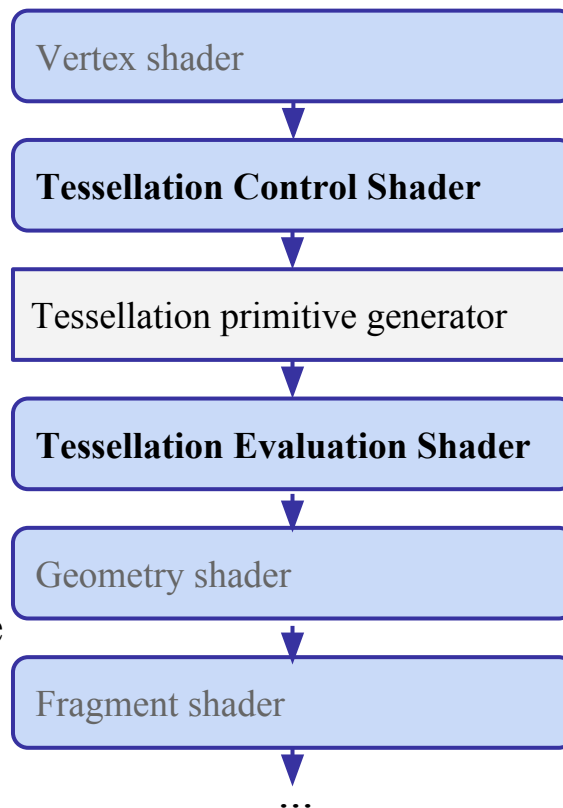 Vertex shader
Tessellation Control Shader
Tessellation primitive generator
Tessellation Evaluation Shader
Geometry shader
e
Fragment shader
...